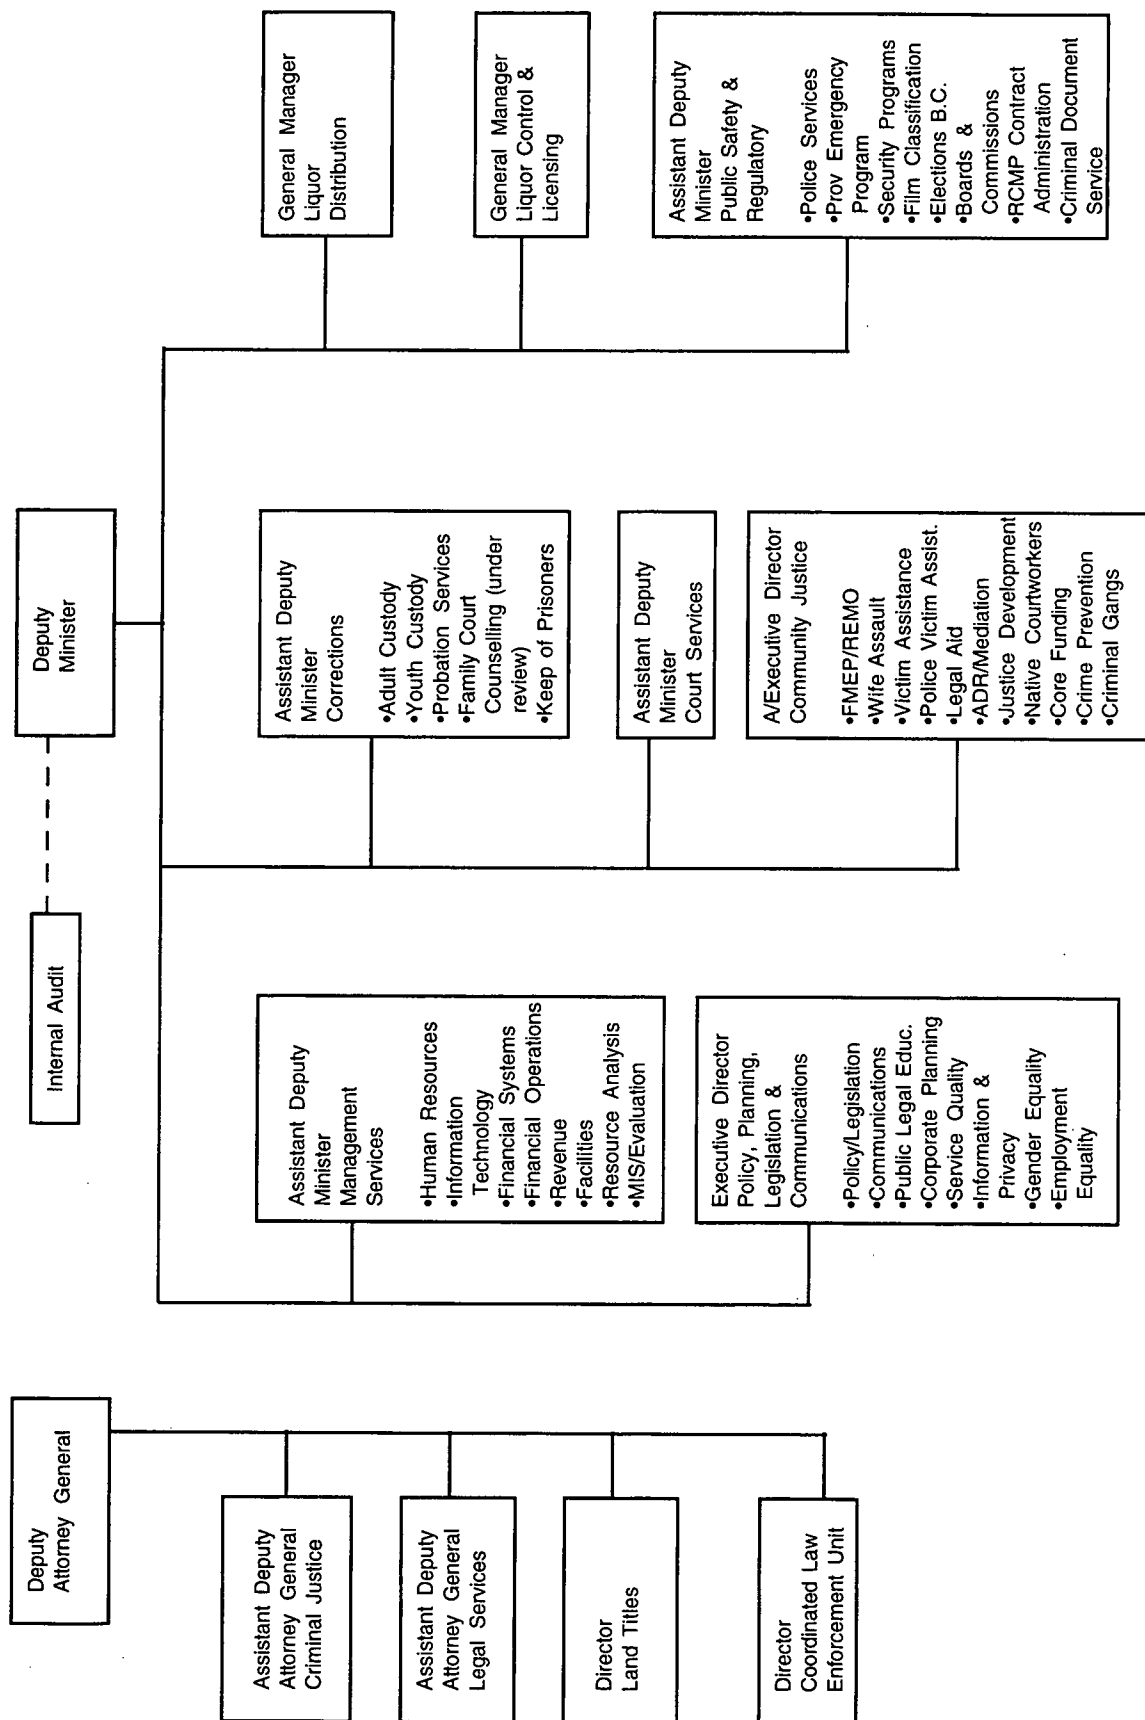 Deputy
Attorney General
Assistant Deputy
Attorney General
Criminal Justice
Assistant Deputy
Attorney General
Legal Services
Director
Land Titles
Director
Coordinated Law
Enforcement Unit
Internal Audit
Deputy
Minister
Assistant Deputy
Minister
Management
Services
•Human Resources
•Information
Technology
•Financial Systems
•Financial Operations
•Revenue
•Facilities
•Resource Analysis
•MIS/Evaluation
Executive Director
Policy, Planning,
Legislation &
Communications
•Policy/Legislation
•Communications
•Public Legal Educ.
•Corporate Planning
•Service Quality
•Information &
Privacy
•Gender Equality
•Employment
Equality
Assistant Deputy
Minister
Corrections
•Adult Custody
•Youth Custody
•Probation Services
•Family Court
Counselling (under
review)
•Keep of Prisoners
Assistant Deputy
Minister
Court Services
A/Executive Director
Community Justice
•FMEP/REMO
•Wife Assault
•Victim Assistance
•Police Victim Assist.
•Legal Aid
•ADR/Mediation
•Justice Development
•Native Courtworkers
•Core Funding
•Crime Prevention
•Criminal Gangs
General Manager
Liquor
Distribution
General Manager
Liquor Control &
Licensing
Assistant Deputy
Minister
Public Safety &
Regulatory
•Police Services
•Prov Emergency
Program
•Security Programs
•Film Classification
•Elections B.C.
•Boards &
Commissions
•RCMP Contract
Administration
•Criminal Document
Service